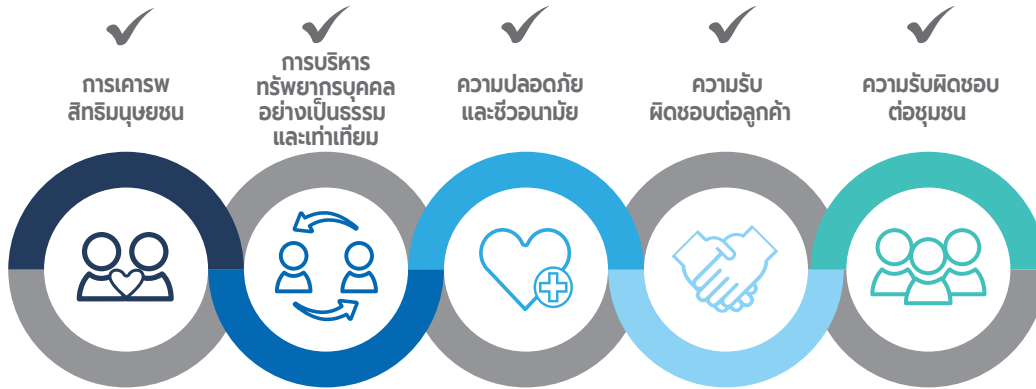 การเคารพ
สิทธิมนุษยชน
การบริหาร
ทรัพยากรบุคคล
อย่างเป็นธรรม
และเท่าเทียม
ความปลอดภัย
และชีวอนามัย
ความรับ
ผิดชอบต่อลูกค้า
ความรับผิดชอบ
ต่อชุมชน